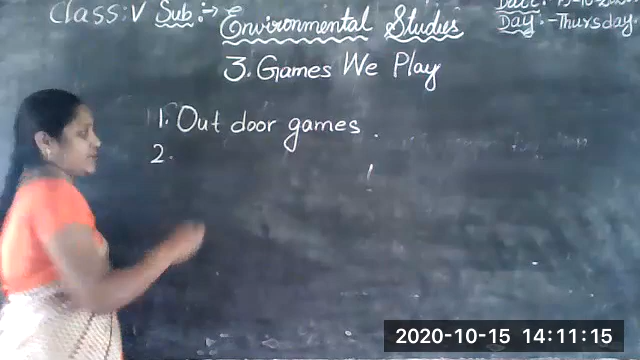 Class: V Sub :→ Environmental Studies
Day :- Thursday.
3. Games We Play
1. Out door games.
2.
2020-10-15 14:11:15